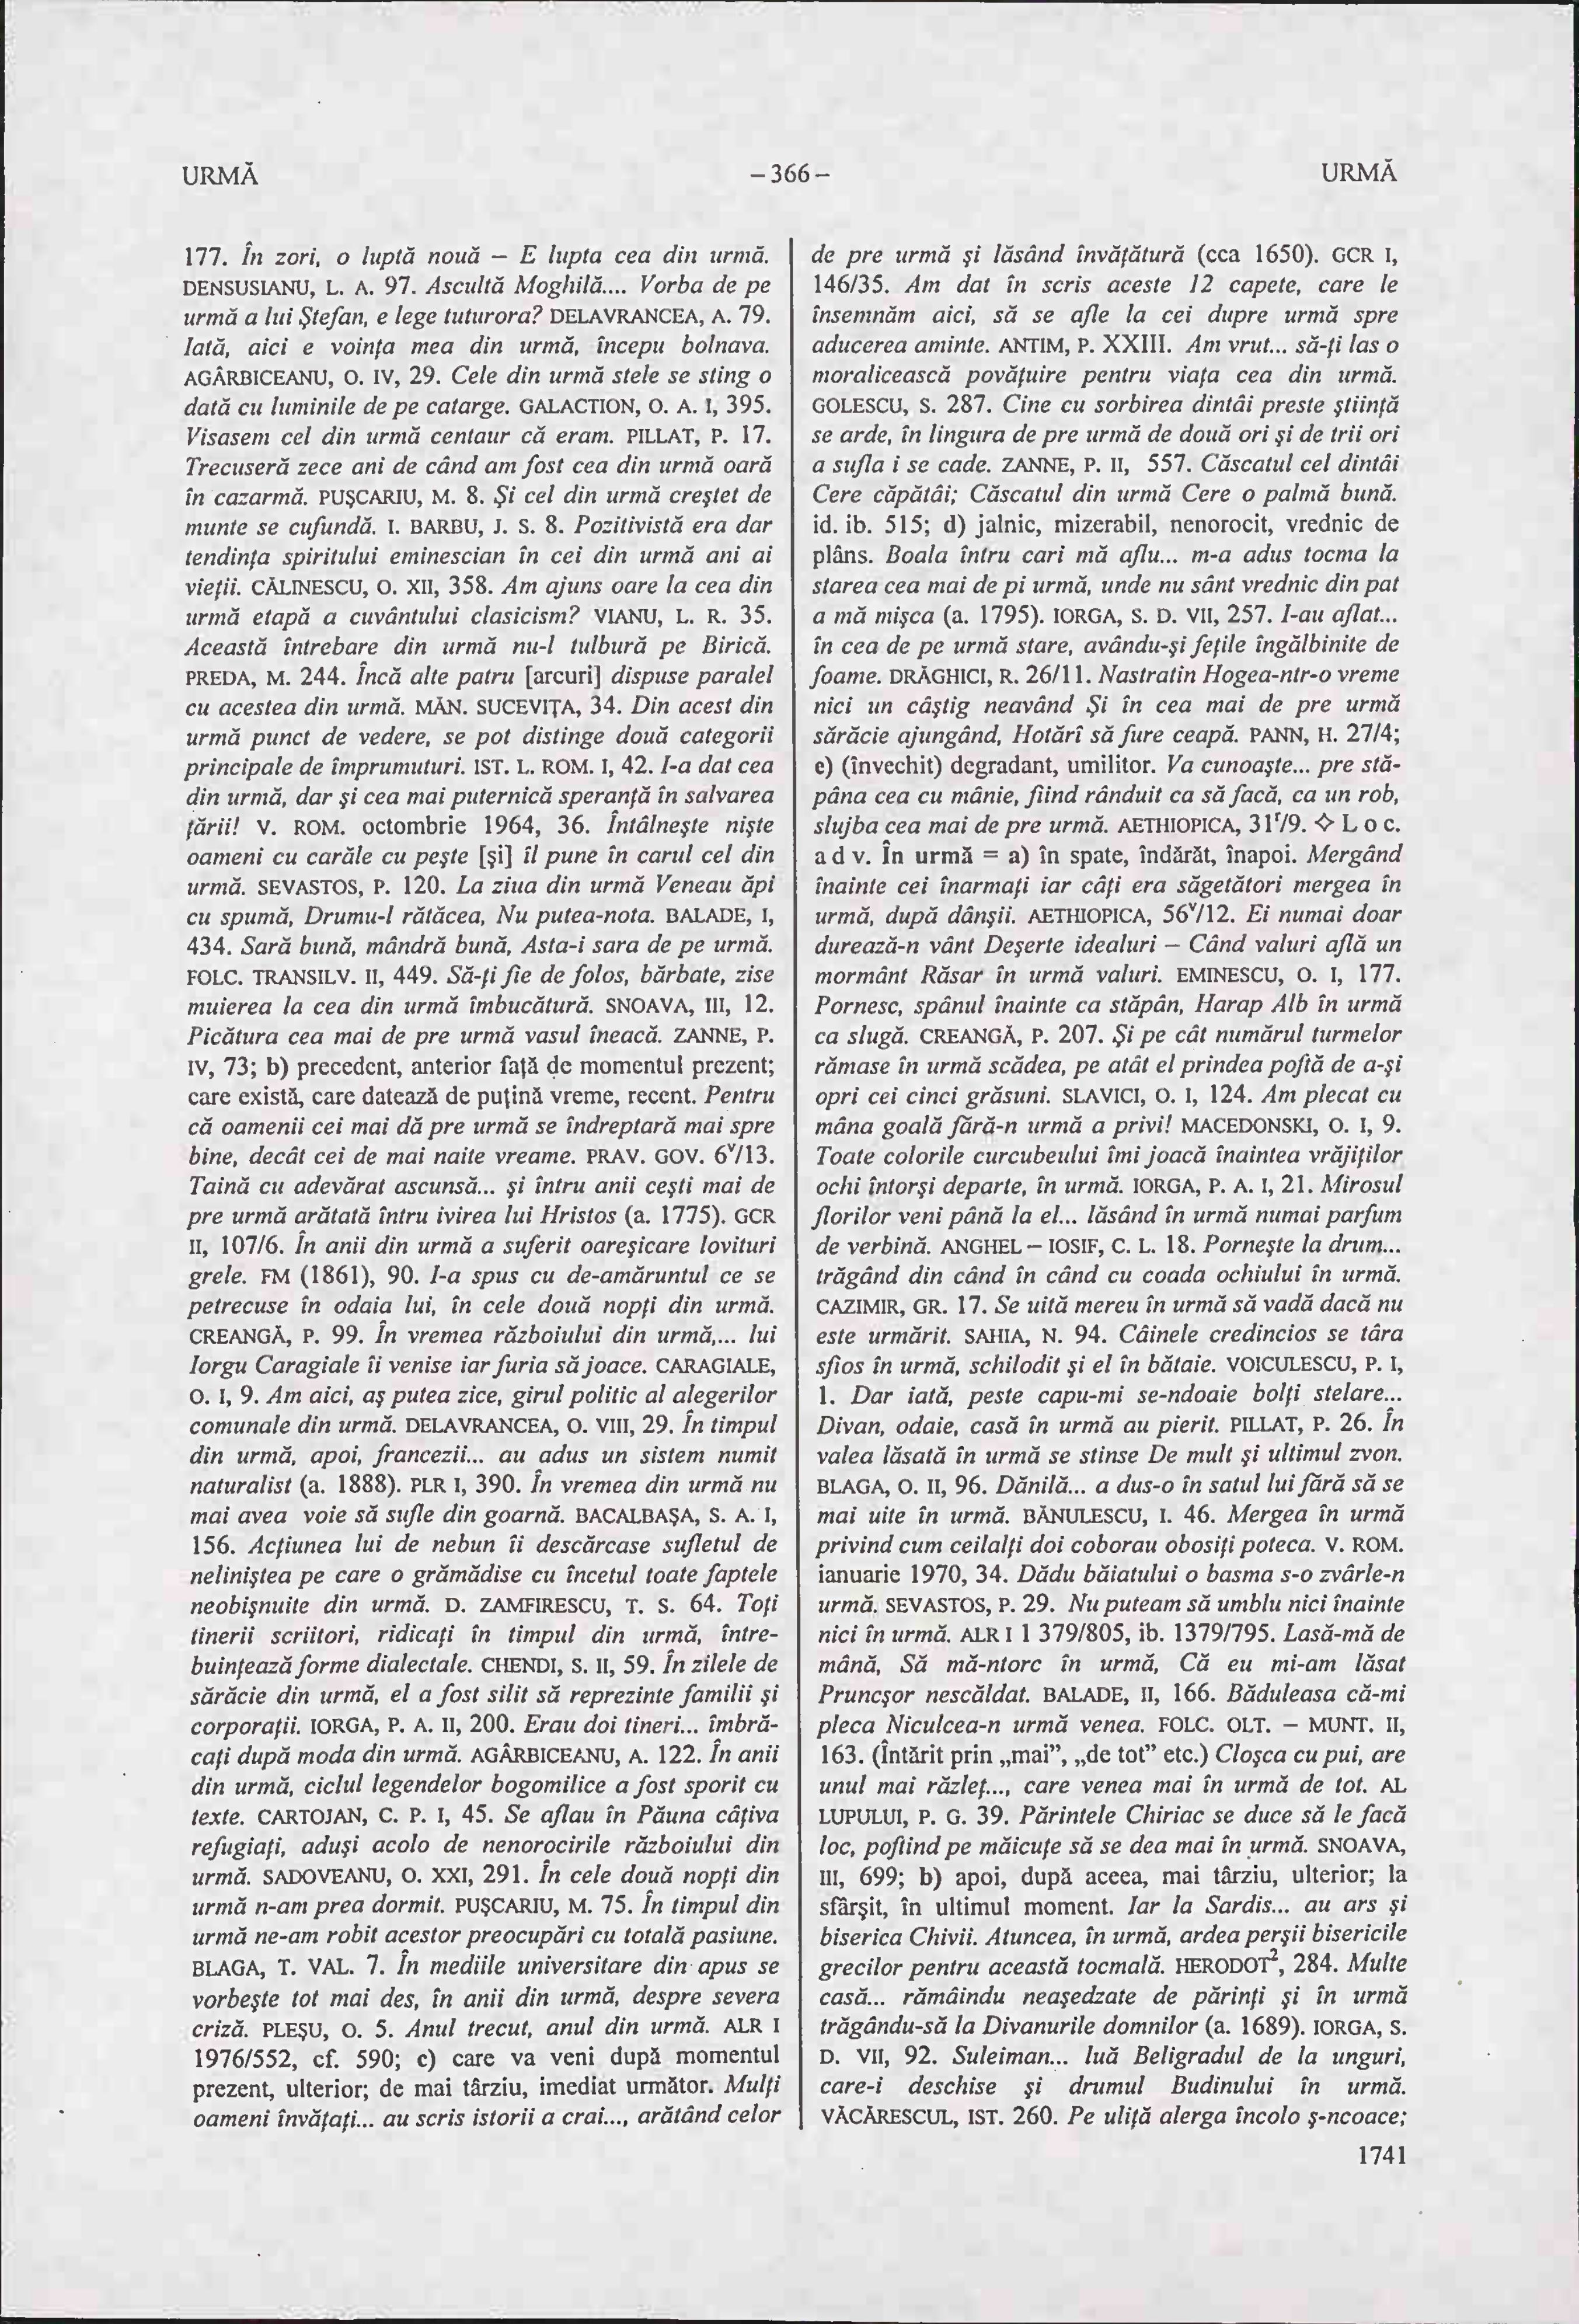 URMĂ
– 366 –
URMĂ
177. În zori, o luptă nouă – E lupta cea din urmă.
DENSUSIANU, L. A. 97. Ascultă Moghilă.... Vorba de pe
urmă a lui Ştefan, e lege tuturora? DELAVRANCEA, A. 79.
Iată, aici e voinţa mea din urmă, începu bolnava.
AGÂRBICEANU, O. IV, 29. Cele din urmă stele se sting o
dată cu luminile de pe catarge. GALACTION, O. A. I, 395.
Visasem cel din urmă centaur că eram. PILLAT, P. 17.
Trecuseră zece ani de când am fost cea din urmă oară
în cazarmă. PUŞCARIU, M. 8. Şi cel din urmă creştet de
munte se cufundă. I. BARBU, J. S. 8. Pozitivistă era dar
tendinţa spiritului eminescian în cei din urmă ani ai
vieţii. CĂLINESCU, O. XII, 358. Am ajuns oare la cea din
urmă etapă a cuvântului clasicism? VIANU, L. R. 35.
Această întrebare din urmă nu-l tulbură pe Birică.
PREDA, M. 244. Încă alte patru [arcuri] dispuse paralel
cu acestea din urmă. MĂN. SUCEVIŢA, 34. Din acest din
urmă punct de vedere, se pot distinge două categorii
principale de împrumuturi. IST. L. ROM. I, 42. I-a dat cea
din urmă, dar şi cea mai puternică speranţă în salvarea
ţării! V. ROM. octombrie 1964, 36. Întâlneşte nişte
oameni cu carăle cu peşte [şi] îl pune în carul cel din
urmă. SEVASTOS, P. 120. La ziua din urmă Veneau ăpi
cu spumă, Drumu-l rătăcea, Nu putea-nota. BALADE, I,
434. Sară bună, mândră bună, Asta-i sara de pe urmă.
FOLC. TRANSILV. II, 449. Să-ţi fie de folos, bărbate, zise
muierea la cea din urmă îmbucătură. SNOAVA, III, 12.
Picătura cea mai de pre urmă vasul îneacă. ZANNE, P.
IV, 73; b) precedent, anterior faţă de momentul prezent;
care există, care datează de puţină vreme, recent. Pentru
că oamenii cei mai dă pre urmă se îndreptară mai spre
bine, decât cei de mai naite vreame. PRAV. GOV. 6ᵛ/13.
Taină cu adevărat ascunsă... şi întru anii ceşti mai de
pre urmă arătată întru ivirea lui Hristos (a. 1775). GCR
II, 107/6. În anii din urmă a suferit oareşicare lovituri
grele. FM (1861), 90. I-a spus cu de-amăruntul ce se
petrecuse în odaia lui, în cele două nopţi din urmă.
CREANGĂ, P. 99. În vremea războiului din urmă,... lui
Iorgu Caragiale îi venise iar furia să joace. CARAGIALE,
O. I, 9. Am aici, aş putea zice, girul politic al alegerilor
comunale din urmă. DELAVRANCEA, O. VIII, 29. În timpul
din urmă, apoi, francezii... au adus un sistem numit
naturalist (a. 1888). PLR I, 390. În vremea din urmă nu
mai avea voie să sufle din goarnă. BACALBAŞA, S. A. I,
156. Acţiunea lui de nebun îi descărcase sufletul de
neliniştea pe care o grămădise cu încetul toate faptele
neobişnuite din urmă. D. ZAMFIRESCU, T. S. 64. Toţi
tinerii scriitori, ridicaţi în timpul din urmă, între-
buinţează forme dialectale. CHENDI, S. II, 59. În zilele de
sărăcie din urmă, el a fost silit să reprezinte familii şi
corporaţii. IORGA, P. A. II, 200. Erau doi tineri... îmbră-
caţi după moda din urmă. AGÂRBICEANU, A. 122. În anii
din urmă, ciclul legendelor bogomilice a fost sporit cu
texte. CARTOJAN, C. P. I, 45. Se aflau în Păuna câţiva
refugiaţi, aduşi acolo de nenorocirile războiului din
urmă. SADOVEANU, O. XXI, 291. În cele două nopţi din
urmă n-am prea dormit. PUŞCARIU, M. 75. În timpul din
urmă ne-am robit acestor preocupări cu totală pasiune.
BLAGA, T. VAL. 7. În mediile universitare din apus se
vorbeşte tot mai des, în anii din urmă, despre severa
criză. PLEŞU, O. 5. Anul trecut, anul din urmă. ALR I
1976/552, cf. 590; c) care va veni după momentul
prezent, ulterior; de mai târziu, imediat următor. Mulţi
oameni învăţaţi... au scris istorii a crai..., arătând celor
de pre urmă şi lăsând învăţătură (cca 1650). GCR I,
146/35. Am dat în scris aceste 12 capete, care le
însemnăm aici, să se afle la cei dupre urmă spre
aducerea aminte. ANTIM, P. XXIII. Am vrut... să-ţi las o
moralicească povăţuire pentru viaţa cea din urmă.
GOLESCU, S. 287. Cine cu sorbirea dintâi preste ştiinţă
se arde, în lingura de pre urmă de două ori şi de trii ori
a sufla i se cade. ZANNE, P. II, 557. Căscatul cel dintâi
Cere căpătâi; Căscatul din urmă Cere o palmă bună.
id. ib. 515; d) jalnic, mizerabil, nenorocit, vrednic de
plâns. Boala întru cari mă aflu... m-a adus tocma la
starea cea mai de pi urmă, unde nu sânt vrednic din pat
a mă mişca (a. 1795). IORGA, S. D. VII, 257. I-au aflat...
în cea de pe urmă stare, avându-şi feţile îngălbinite de
foame. DRĂGHICI, R. 26/11. Nastratin Hogea-ntr-o vreme
nici un câştig neavând Şi în cea mai de pre urmă
sărăcie ajungând, Hotărî să fure ceapă. PANN, H. 27/4;
e) (învechit) degradant, umilitor. Va cunoaşte... pre stă-
pâna cea cu mânie, fiind rânduit ca să facă, ca un rob,
slujba cea mai de pre urmă. AETHIOPICA, 31ʳ/9. ◇ L o c.
a d v. În urmă = a) în spate, îndărăt, înapoi. Mergând
înainte cei înarmaţi iar câţi era săgetători mergea în
urmă, după dânşii. AETHIOPICA, 56ᵛ/12. Ei numai doar
durează-n vânt Deşerte idealuri – Când valuri află un
mormânt Răsar în urmă valuri. EMINESCU, O. I, 177.
Pornesc, spânul înainte ca stăpân, Harap Alb în urmă
ca slugă. CREANGĂ, P. 207. Şi pe cât numărul turmelor
rămase în urmă scădea, pe atât el prindea poftă de a-şi
opri cei cinci grăsuni. SLAVICI, O. I, 124. Am plecat cu
mâna goală fără-n urmă a privi! MACEDONSKI, O. I, 9.
Toate colorile curcubeului îmi joacă înaintea vrăjiţilor
ochi întorşi departe, în urmă. IORGA, P. A. I, 21. Mirosul
florilor veni până la el... lăsând în urmă numai parfum
de verbină. ANGHEL – IOSIF, C. L. 18. Porneşte la drum...
trăgând din când în când cu coada ochiului în urmă.
CAZIMIR, GR. 17. Se uită mereu în urmă să vadă dacă nu
este urmărit. SAHIA, N. 94. Câinele credincios se târa
sfios în urmă, schilodit şi el în bătaie. VOICULESCU, P. I,
1. Dar iată, peste capu-mi se-ndoaie bolţi stelare...
Divan, odaie, casă în urmă au pierit. PILLAT, P. 26. În
valea lăsată în urmă se stinse De mult şi ultimul zvon.
BLAGA, O. II, 96. Dănilă... a dus-o în satul lui fără să se
mai uite în urmă. BĂNULESCU, I. 46. Mergea în urmă
privind cum ceilalţi doi coborau obosiţi poteca. V. ROM.
ianuarie 1970, 34. Dădu băiatului o basma s-o zvârle-n
urmă. SEVASTOS, P. 29. Nu puteam să umblu nici înainte
nici în urmă. ALR I 1 379/805, ib. 1379/795. Lasă-mă de
mână, Să mă-ntorc în urmă, Că eu mi-am lăsat
Pruncşor nescăldat. BALADE, II, 166. Băduleasa că-mi
pleca Niculcea-n urmă venea. FOLC. OLT. – MUNT. II,
163. (Întărit prin „mai”, „de tot” etc.) Cloşca cu pui, are
unul mai răzleţ..., care venea mai în urmă de tot. AL
LUPULUI, P. G. 39. Părintele Chiriac se duce să le facă
loc, poftind pe măicuţe să se dea mai în urmă. SNOAVA,
III, 699; b) apoi, după aceea, mai târziu, ulterior; la
sfârşit, în ultimul moment. Iar la Sardis... au ars şi
biserica Chivii. Atuncea, în urmă, ardea perşii bisericile
grecilor pentru această tocmală. HERODOT², 284. Multe
casă... rămâindu neaşedzate de părinţi şi în urmă
trăgându-să la Divanurile domnilor (a. 1689). IORGA, S.
D. VII, 92. Suleiman... luă Beligradul de la unguri,
care-i deschise şi drumul Budinului în urmă.
VĂCĂRESCUL, IST. 260. Pe uliţă alerga încolo ş-ncoace;
1741